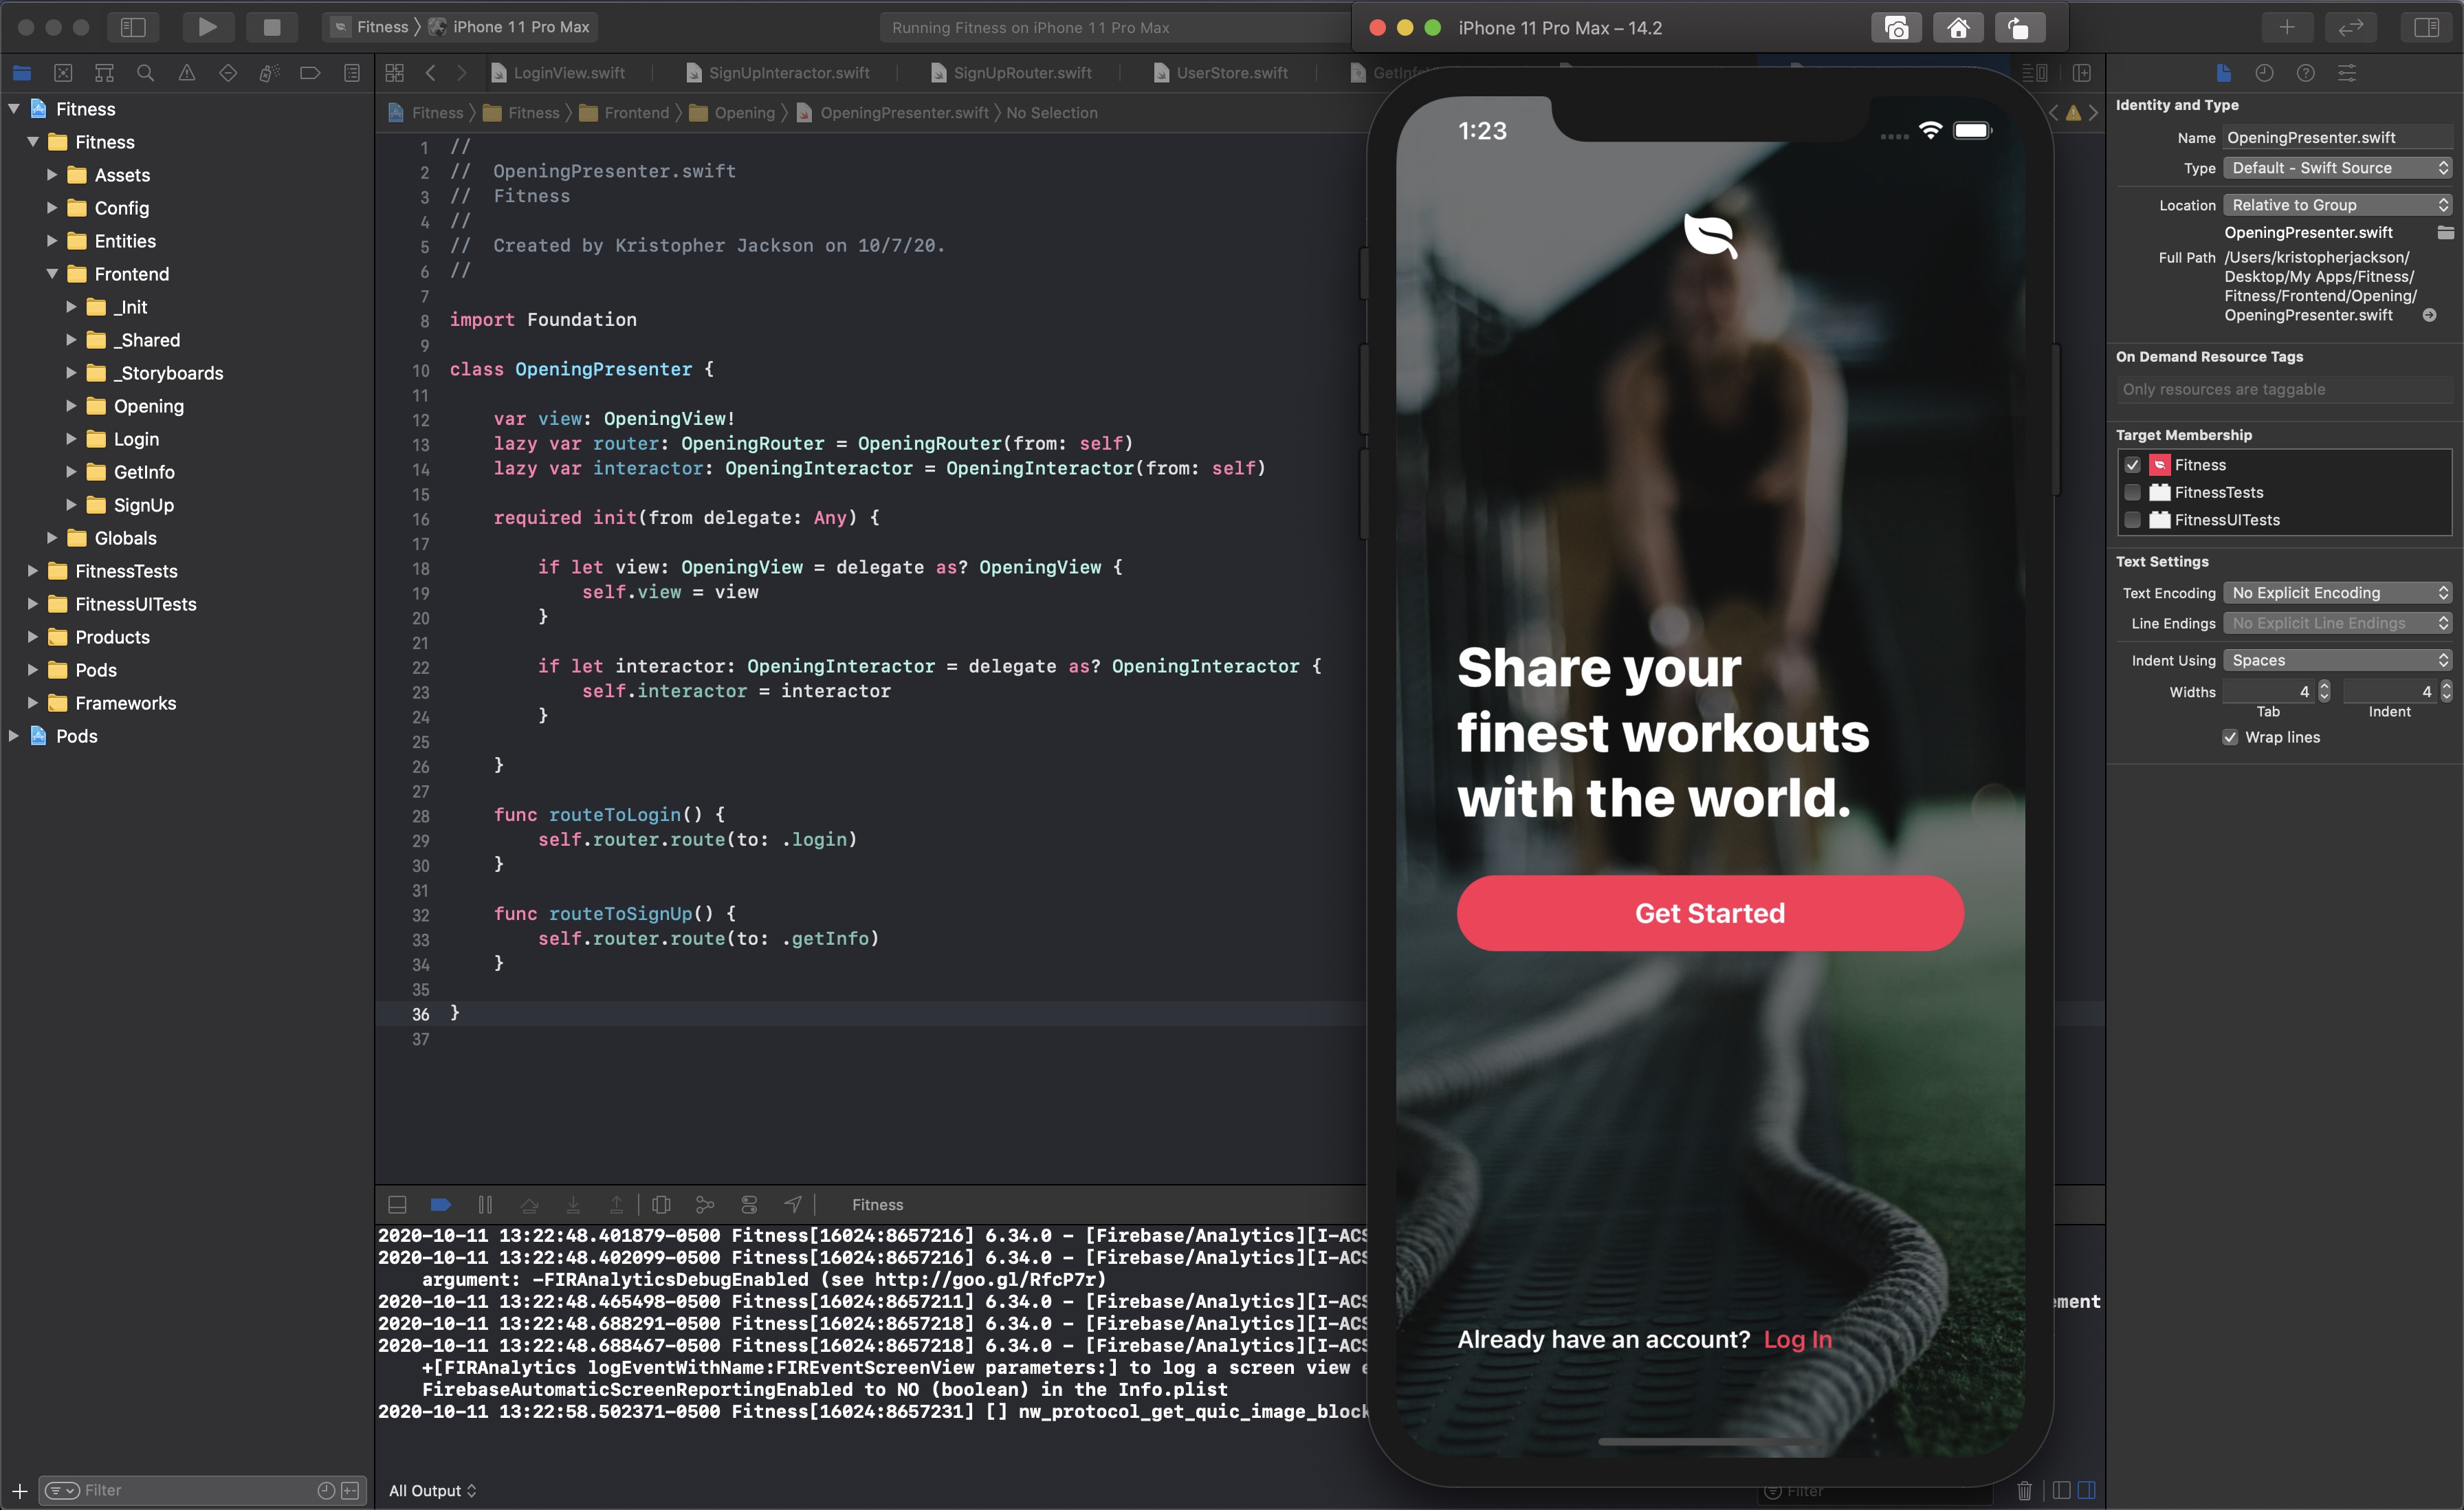 Fitness
iPhone 11 Pro Max
Running Fitness on iPhone 11 Pro Max
iPhone 11 Pro Max – 14.2
LoginView.swift
SignUpInteractor.swift
SignUpRouter.swift
UserStore.swift
Fitness
Fitness
Frontend
Opening
OpeningPresenter.swift
No Selection
Fitness
Fitness
Assets
Config
Entities
Frontend
_Init
_Shared
_Storyboards
Opening
Login
GetInfo
SignUp
Globals
FitnessTests
FitnessUITests
Products
Pods
Frameworks
Pods
Filter
1 //
2 //  OpeningPresenter.swift
3 //  Fitness
4 //
5 //  Created by Kristopher Jackson on 10/7/20.
6 //
7
8 import Foundation
9
10 class OpeningPresenter {
11
12     var view: OpeningView!
13     lazy var router: OpeningRouter = OpeningRouter(from: self)
14     lazy var interactor: OpeningInteractor = OpeningInteractor(from: self)
15
16     required init(from delegate: Any) {
17
18         if let view: OpeningView = delegate as? OpeningView {
19             self.view = view
20         }
21
22         if let interactor: OpeningInteractor = delegate as? OpeningInteractor {
23             self.interactor = interactor
24         }
25
26     }
27
28     func routeToLogin() {
29         self.router.route(to: .login)
30     }
31
32     func routeToSignUp() {
33         self.router.route(to: .getInfo)
34     }
35
36 }
37
Fitness
2020-10-11 13:22:48.401879-0500 Fitness[16024:8657216] 6.34.0 - [Firebase/Analytics][I-ACS
2020-10-11 13:22:48.402099-0500 Fitness[16024:8657216] 6.34.0 - [Firebase/Analytics][I-ACS
argument: -FIRAnalyticsDebugEnabled (see http://goo.gl/RfcP7r)
2020-10-11 13:22:48.465498-0500 Fitness[16024:8657211] 6.34.0 - [Firebase/Analytics][I-ACS
ement
2020-10-11 13:22:48.688291-0500 Fitness[16024:8657218] 6.34.0 - [Firebase/Analytics][I-ACS
2020-10-11 13:22:48.688467-0500 Fitness[16024:8657218] 6.34.0 - [Firebase/Analytics][I-ACS
+[FIRAnalytics logEventWithName:FIREventScreenView parameters:] to log a screen view e
FirebaseAutomaticScreenReportingEnabled to NO (boolean) in the Info.plist
2020-10-11 13:22:58.502371-0500 Fitness[16024:8657231] [] nw_protocol_get_quic_image_block
All Output
Filter
1:23
Share your
finest workouts
with the world.
Get Started
Already have an account? Log In
Identity and Type
Name OpeningPresenter.swift
Type Default - Swift Source
Location Relative to Group
OpeningPresenter.swift
Full Path /Users/kristopherjackson/
Desktop/My Apps/Fitness/
Fitness/Frontend/Opening/
OpeningPresenter.swift
On Demand Resource Tags
Only resources are taggable
Target Membership
Fitness
FitnessTests
FitnessUITests
Text Settings
Text Encoding No Explicit Encoding
Line Endings No Explicit Line Endings
Indent Using Spaces
Widths 4 4
Tab Indent
Wrap lines